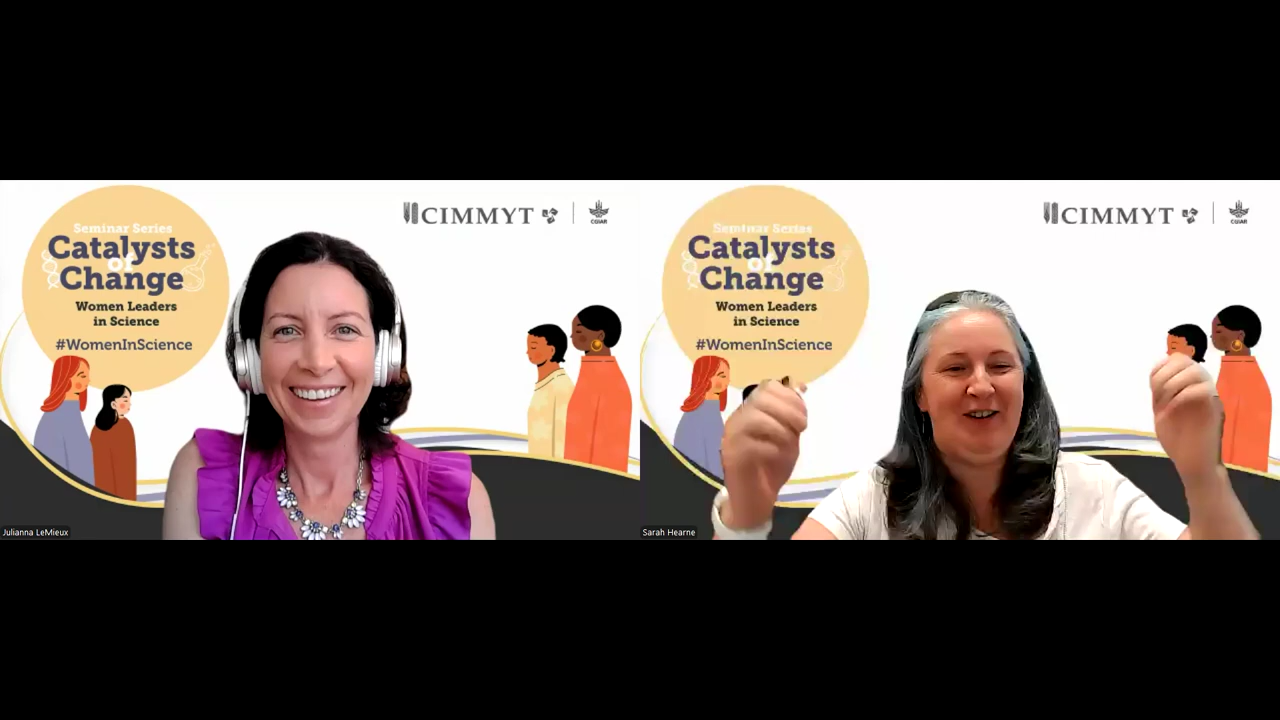 Seminar Series
Catalysts
of
Change
Women Leaders
in Science
#WomenInScience
CIMMYT
CGIAR
Julianna LeMieux
Seminar Series
Catalysts
of
Change
Women Leaders
in Science
#WomenInScience
CIMMYT
CGIAR
Sarah Hearne